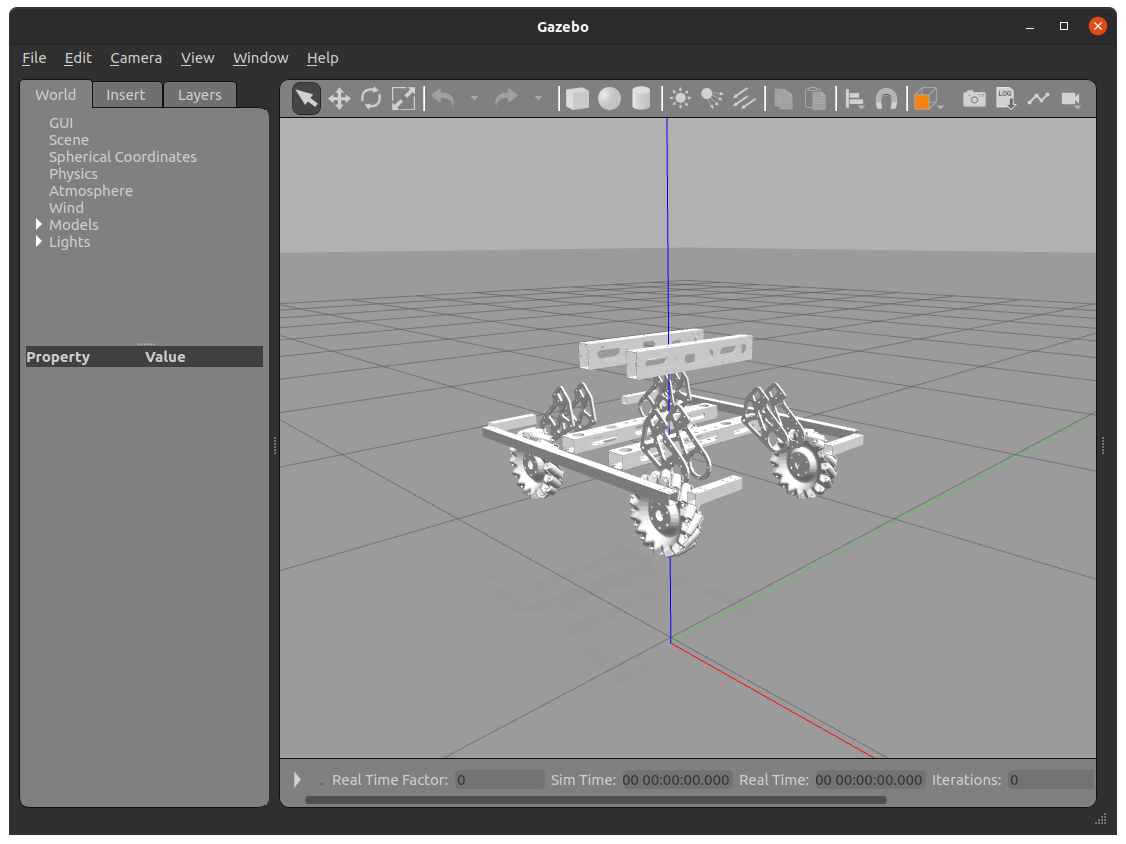 Gazebo
File Edit Camera View Window Help
World Insert Layers
LOG
GUI
Scene
Spherical Coordinates
Physics
Atmosphere
Wind
Models
Lights
Property Value
Real Time Factor: 0 Sim Time: 00 00:00:00.000 Real Time: 00 00:00:00.000 Iterations: 0